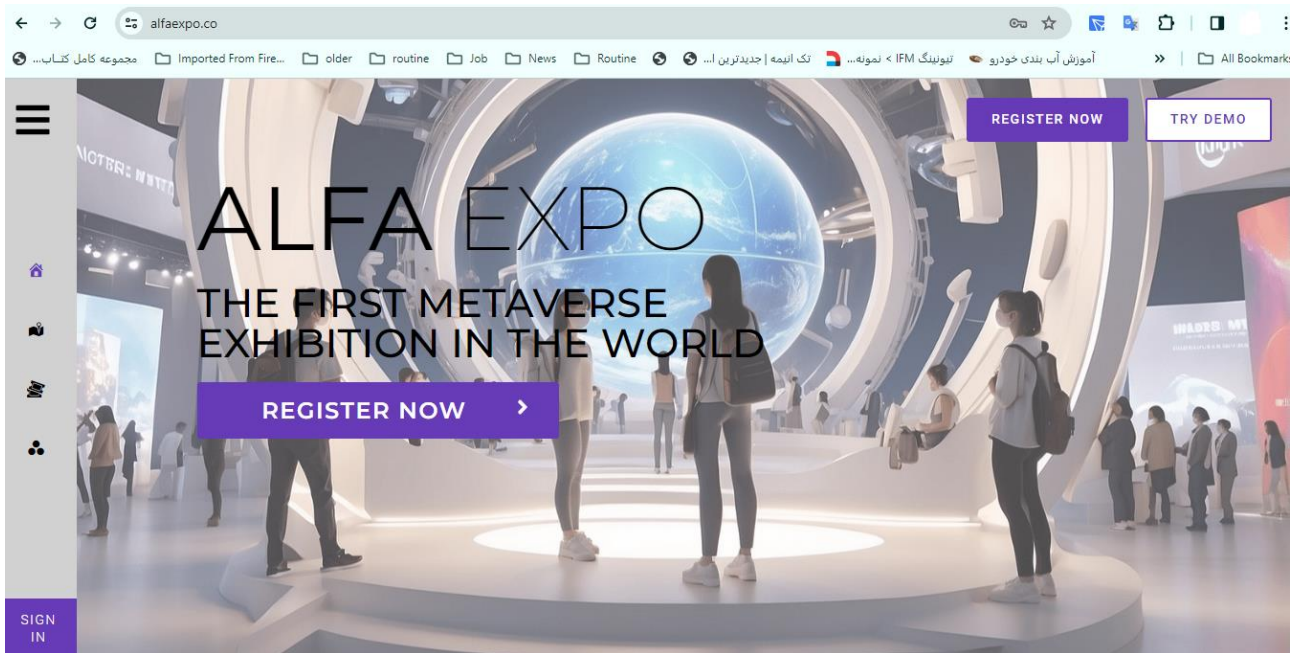 alfaexpo.co
مجموعه کامل کتـاب...
Imported From Fire...
older
routine
Job
News
Routine
تک انیمه | جدیدترین ا...
تیونینگ IFM > نمونه...
آموزش آب بندی خودرو
»
All Bookmarks
REGISTER NOW
TRY DEMO
ALFA EXPO
THE FIRST METAVERSE
EXHIBITION IN THE WORLD
REGISTER NOW
SIGN
IN